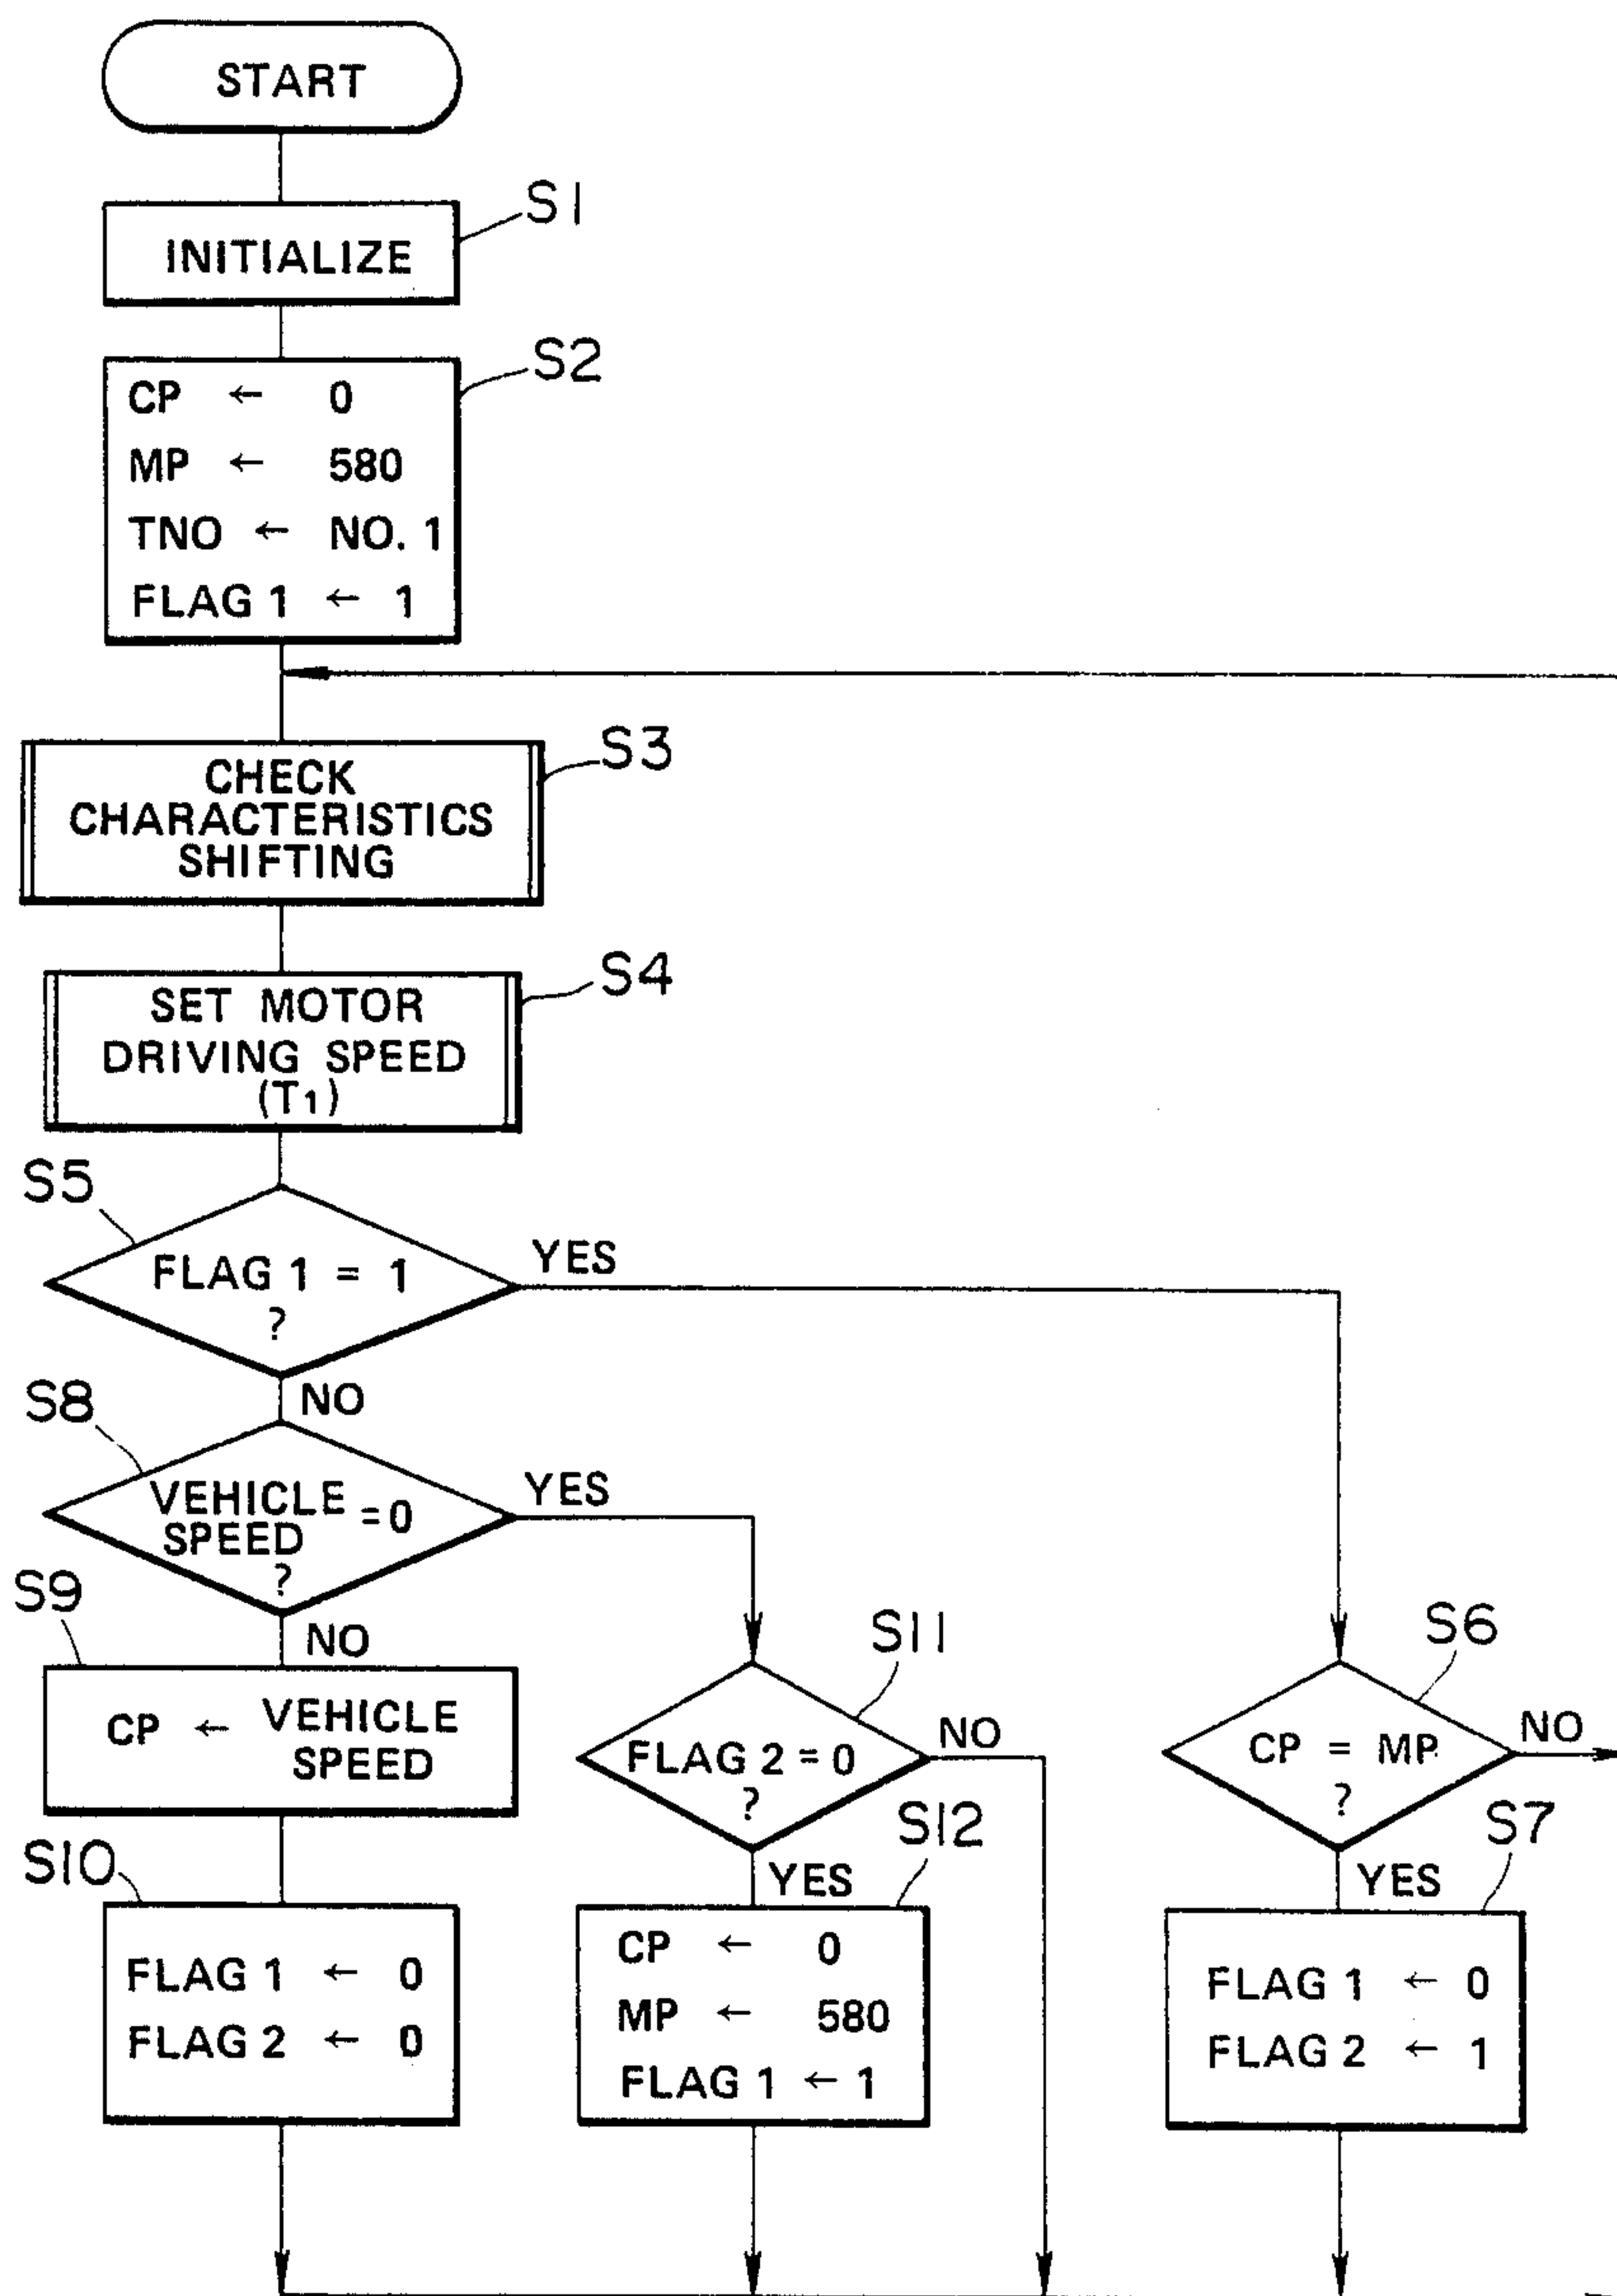 START
S1
INITIALIZE
S2
CP ← 0
MP ← 580
TNO ← NO. 1
FLAG 1 ← 1
S3
CHECK
CHARACTERISTICS
SHIFTING
S4
SET MOTOR
DRIVING SPEED
(T1)
S5
FLAG 1 = 1
?
YES
NO
S8
VEHICLE
SPEED
= 0
?
YES
NO
S9
CP ← VEHICLE
SPEED
S10
FLAG 1 ← 0
FLAG 2 ← 0
S11
FLAG 2 = 0
?
NO
YES
S12
CP ← 0
MP ← 580
FLAG 1 ← 1
S6
CP = MP
?
NO
YES
S7
FLAG 1 ← 0
FLAG 2 ← 1